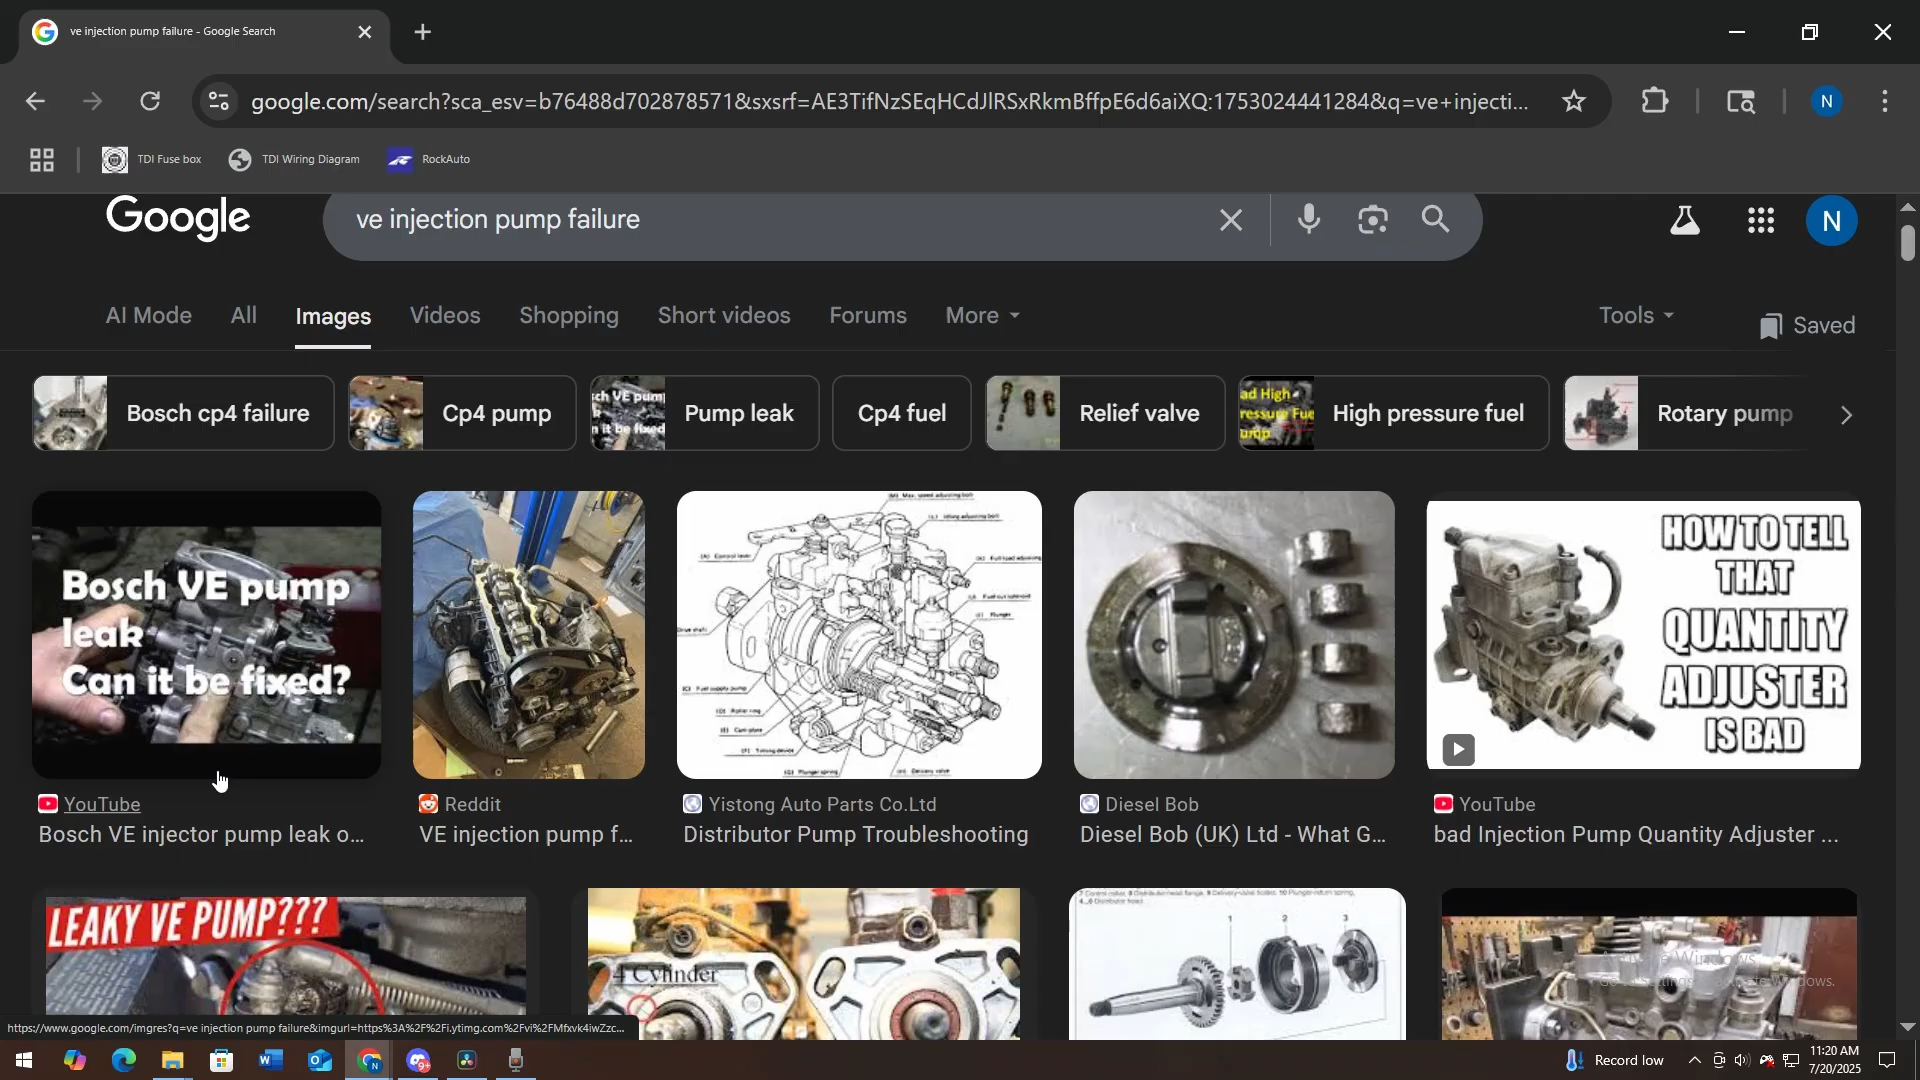 ve injection pump failure - Google Search
google.com/search?sca_esv=b76488d702878571&sxsrf=AE3TifNzSEqHCdJlRSxRkmBffpE6d6aiXQ:1753024441284&q=ve+injecti...
N
TDI Fuse box
TDI Wiring Diagram
RockAuto
Google
ve injection pump failure
N
AI Mode
All
Images
Videos
Shopping
Short videos
Forums
More
Tools
Saved
Bosch cp4 failure
Cp4 pump
Pump leak
Cp4 fuel
Relief valve
High pressure fuel
Rotary pump
Bosch VE pump
leak
Can it be fixed?
HOW TO TELL
THAT
QUANTITY
ADJUSTER
IS BAD
YouTube
Bosch VE injector pump leak o...
Reddit
VE injection pump f...
Yistong Auto Parts Co.Ltd
Distributor Pump Troubleshooting
Diesel Bob
Diesel Bob (UK) Ltd - What G...
YouTube
bad Injection Pump Quantity Adjuster ...
LEAKY VE PUMP???
4 Cylinder
1
2
3
https://www.google.com/imgres?q=ve injection pump failure&imgurl=https%3A%2F%2Fi.ytimg.com%2Fvi%2FMfxvk4iwZzc...
Record low
11:20 AM
7/20/2025